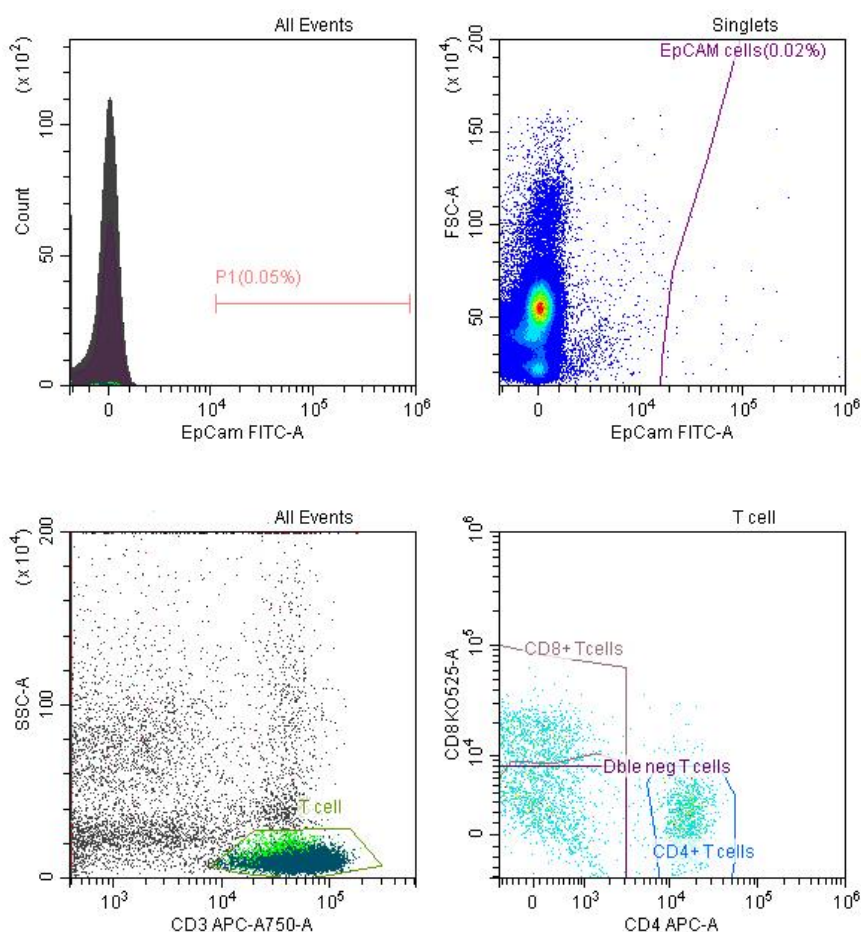 All Events
(x 10²)
100
50
0
Count
P1(0.05%)
0
10⁴
10⁵
10⁶
EpCam FITC-A
Singlets
EpCAM cells(0.02%)
(x 10⁴)
200
150
100
50
FSC-A
0
10⁴
10⁵
10⁶
EpCam FITC-A
All Events
(x 10⁴)
200
100
0
SSC-A
T cell
10³
10⁴
10⁵
CD3 APC-A750-A
T cell
10⁶
10⁵
10⁴
0
CD8 KO525-A
CD8+ T cells
Dble neg T cells
CD4+ T cells
0
10³
10⁴
10⁵
10⁶
CD4 APC-A